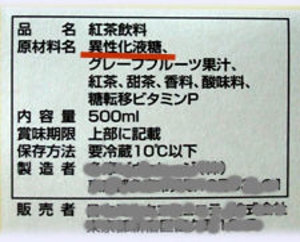 品名 紅茶飲料
原材料名 異性化液糖、
グレープフルーツ果汁、
紅茶、甜茶、香料、酸味料、
糖転移ビタミンP
内容量 500ml
賞味期限 上部に記載
保存方法 要冷蔵10℃以下
製造者
販売者